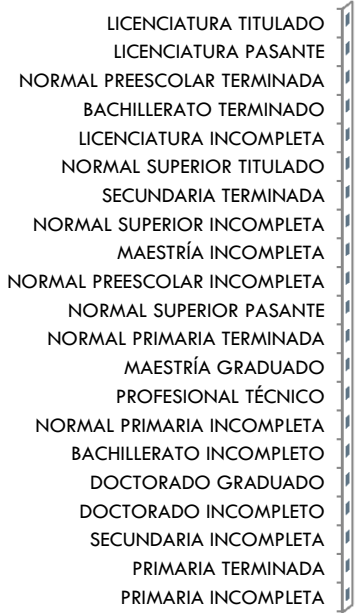 LICENCIATURA TITULADO
LICENCIATURA PASANTE
NORMAL PREESCOLAR TERMINADA
BACHILLERATO TERMINADO
LICENCIATURA INCOMPLETA
NORMAL SUPERIOR TITULADO
SECUNDARIA TERMINADA
NORMAL SUPERIOR INCOMPLETA
MAESTRÍA INCOMPLETA
NORMAL PREESCOLAR INCOMPLETA
NORMAL SUPERIOR PASANTE
NORMAL PRIMARIA TERMINADA
MAESTRÍA GRADUADO
PROFESIONAL TÉCNICO
NORMAL PRIMARIA INCOMPLETA
BACHILLERATO INCOMPLETO
DOCTORADO GRADUADO
DOCTORADO INCOMPLETO
SECUNDARIA INCOMPLETA
PRIMARIA TERMINADA
PRIMARIA INCOMPLETA